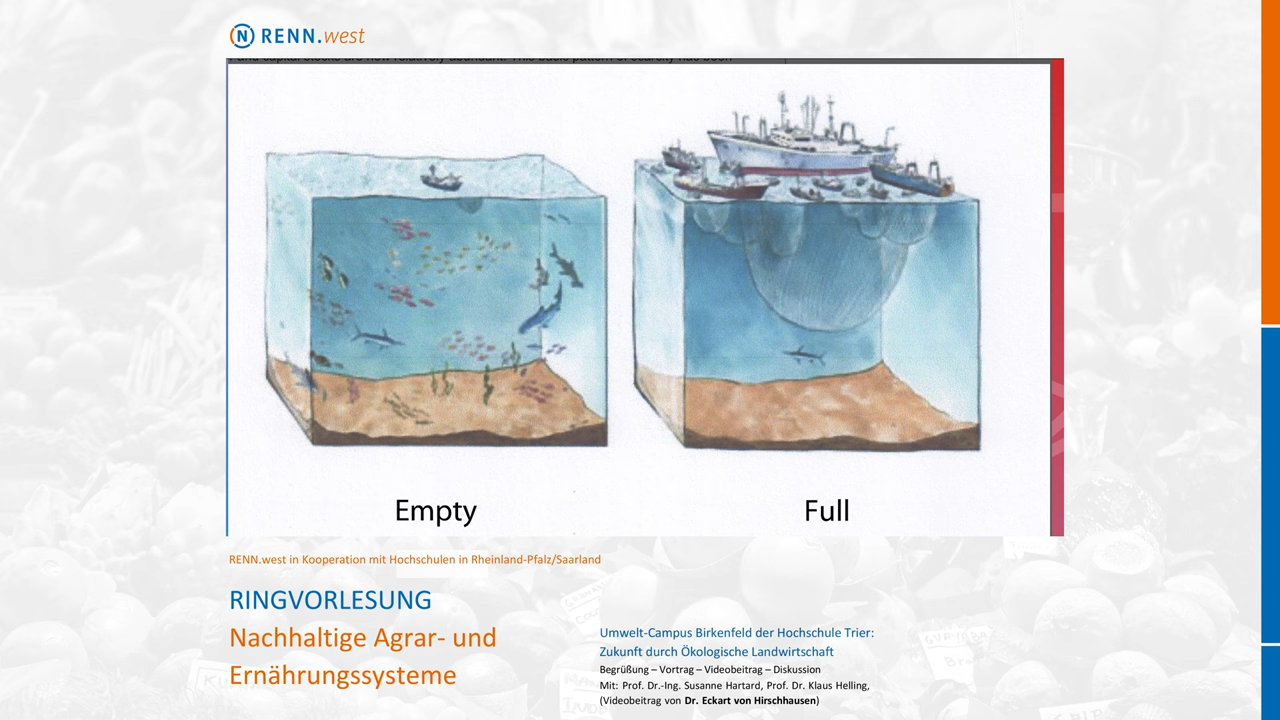 RENN.west
Empty
Full
RENN.west in Kooperation mit Hochschulen in Rheinland-Pfalz/Saarland
RINGVORLESUNG
Nachhaltige Agrar- und
Ernährungssysteme
Umwelt-Campus Birkenfeld der Hochschule Trier:
Zukunft durch Ökologische Landwirtschaft
Begrüßung – Vortrag – Videobeitrag – Diskussion
Mit: Prof. Dr.-Ing. Susanne Hartard, Prof. Dr. Klaus Helling,
(Videobeitrag von Dr. Eckart von Hirschhausen)